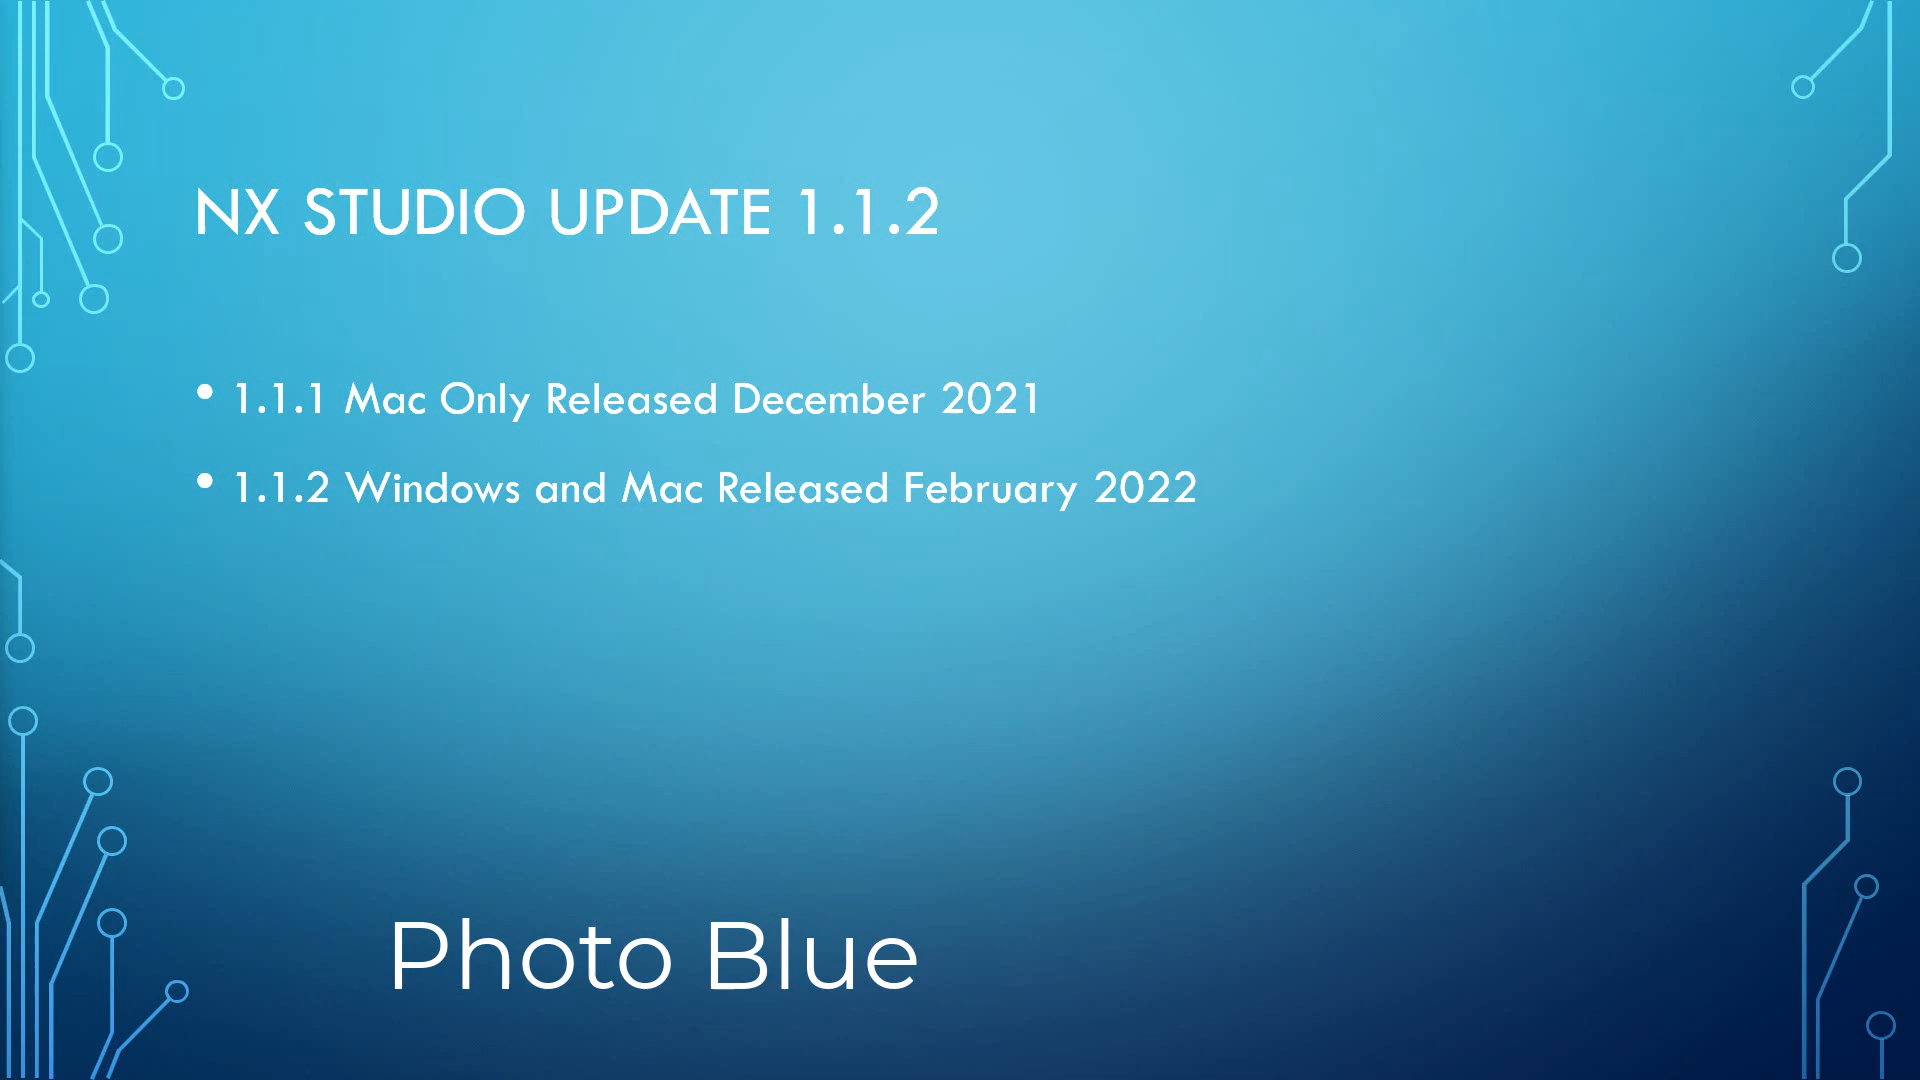 NX STUDIO UPDATE 1.1.2
• 1.1.1 Mac Only Released December 2021
• 1.1.2 Windows and Mac Released February 2022
Photo Blue